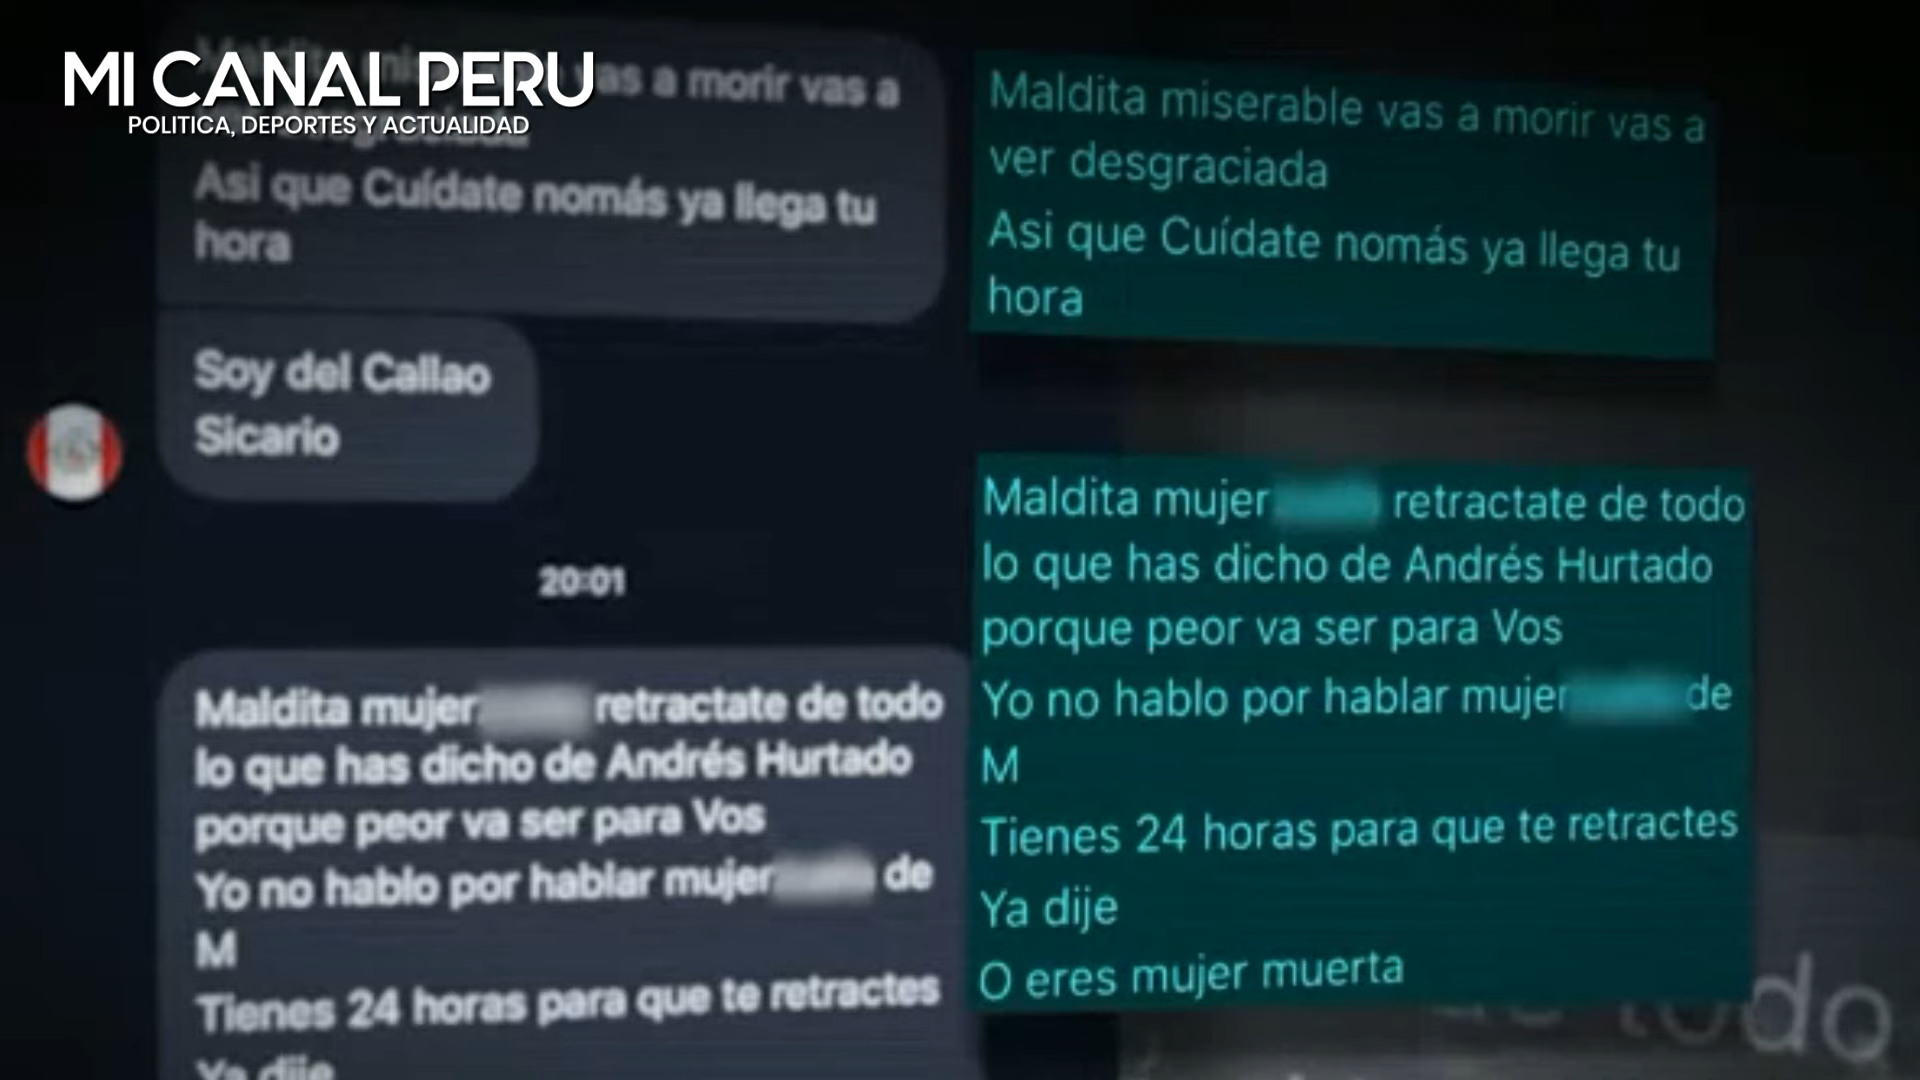 MI CANAL PERU
POLITICA, DEPORTES Y ACTUALIDAD
vas a morir vas a
Asi que Cuídate nomás ya llega tu
hora
Soy del Callao
Sicario
20:01
Maldita mujer retractate de todo
lo que has dicho de Andrés Hurtado
porque peor va ser para Vos
Yo no hablo por hablar mujer de
M
Tienes 24 horas para que te retractes
Ya dije
Maldita miserable vas a morir vas a
ver desgraciada
Asi que Cuídate nomás ya llega tu
hora
Maldita mujer retractate de todo
lo que has dicho de Andrés Hurtado
porque peor va ser para Vos
Yo no hablo por hablar mujer de
M
Tienes 24 horas para que te retractes
Ya dije
O eres mujer muerta
todo